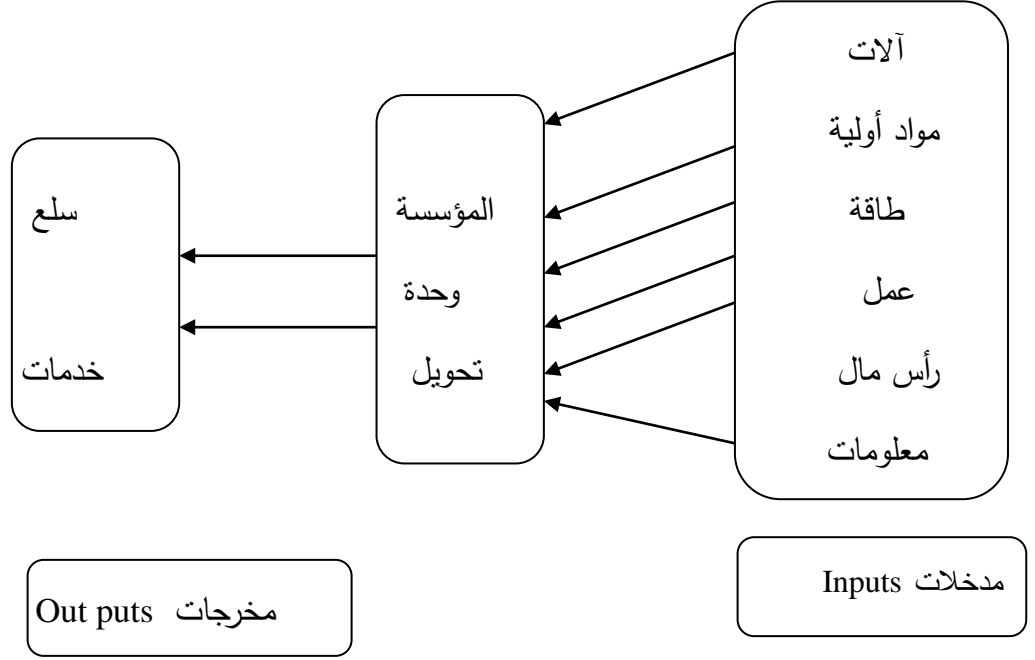 آلات
مواد أولية
طاقة
عمل
رأس مال
معلومات
المؤسسة
وحدة
تحويل
سلع
خدمات
مدخلات Inputs
مخرجات Out puts